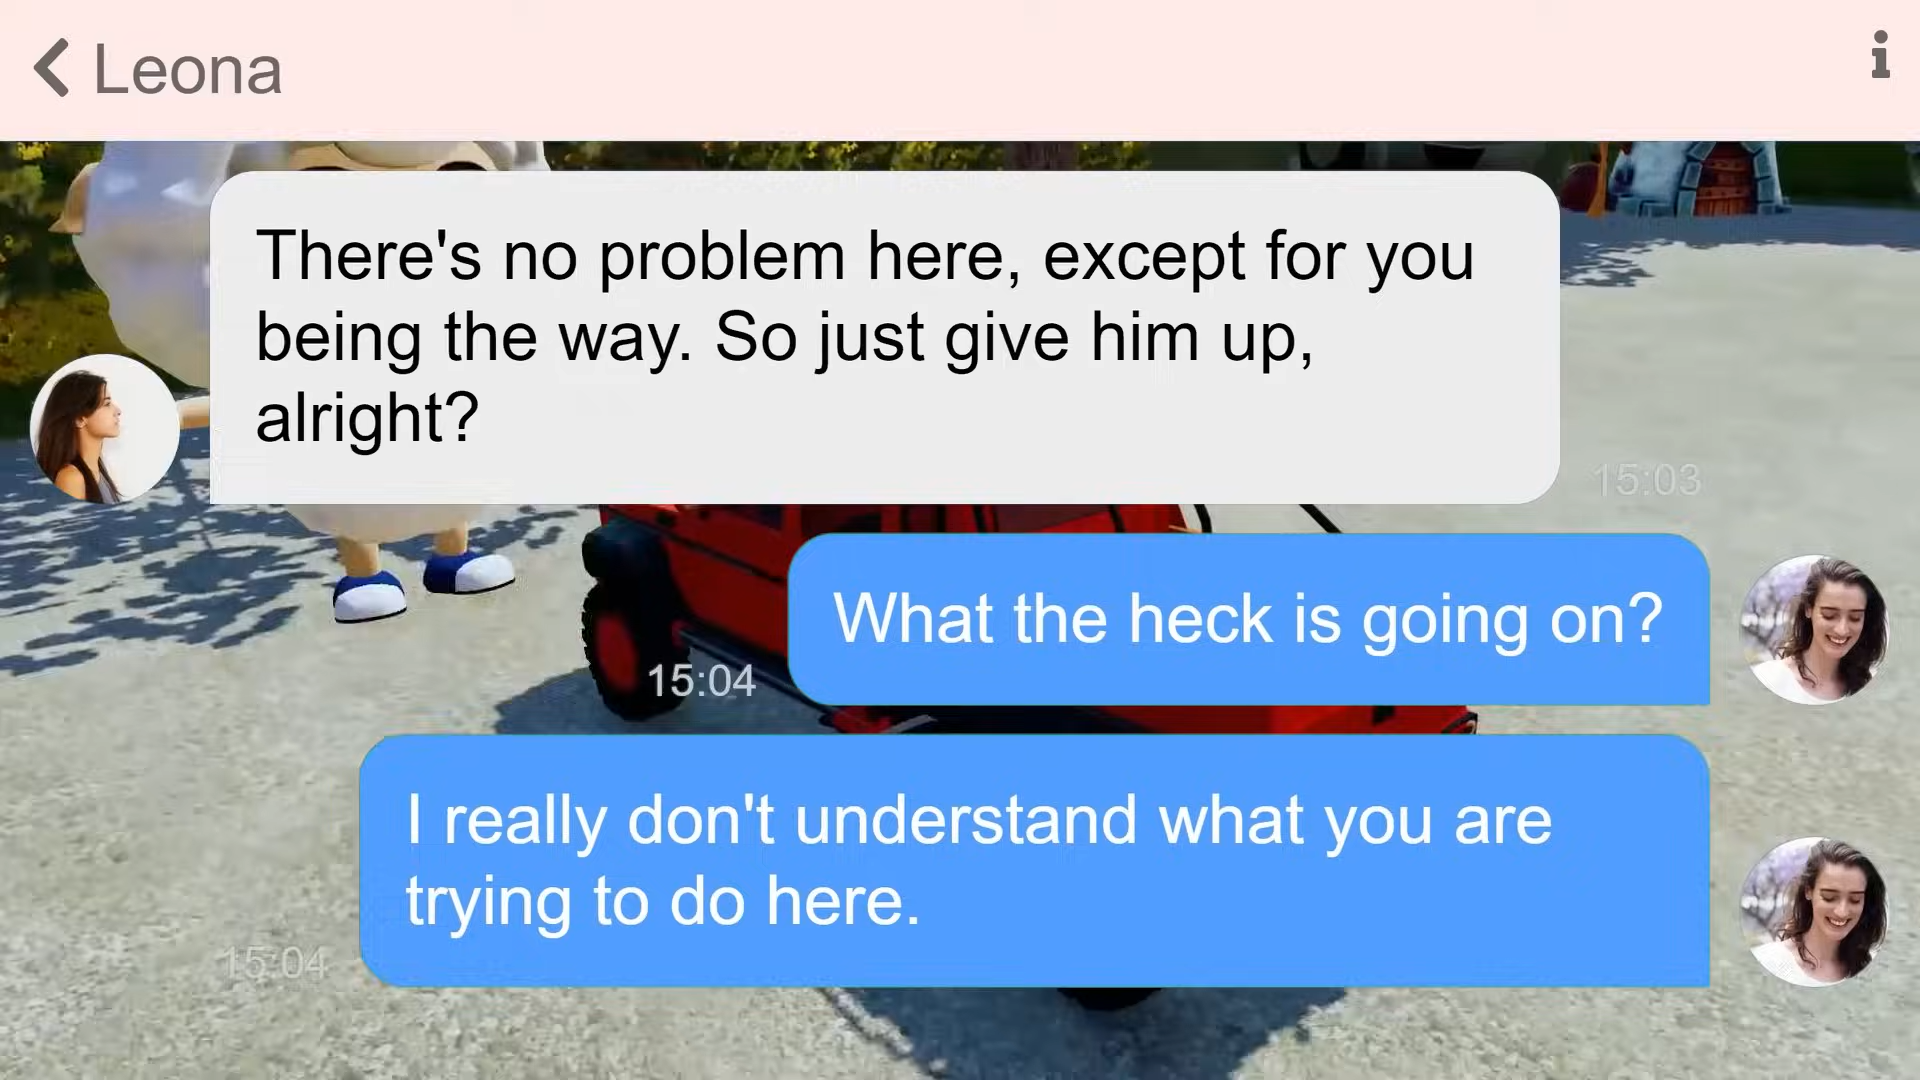 Leona
There's no problem here, except for you
being the way. So just give him up,
alright?
15:03
What the heck is going on?
15:04
I really don't understand what you are
trying to do here.
15:04